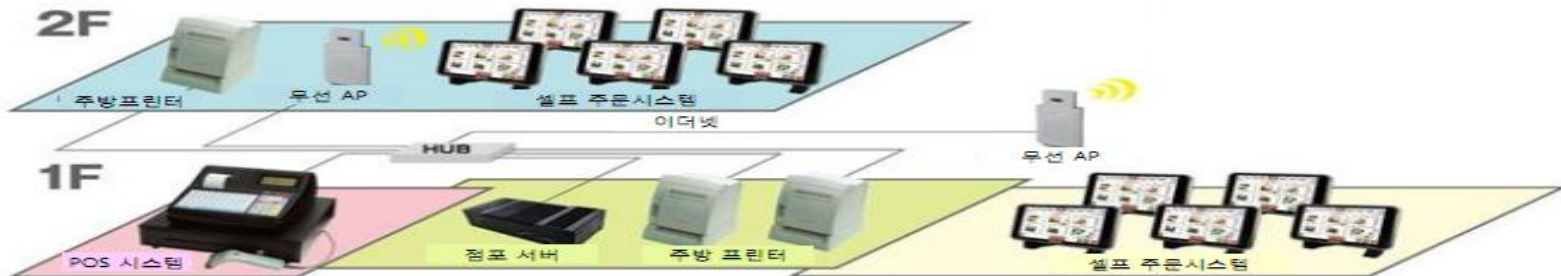 2F
주방프린터
무선 AP
셀프 주문시스템
이더넷
HUB
무선 AP
1F
POS 시스템
점포 서버
주방 프린터
셀프 주문시스템